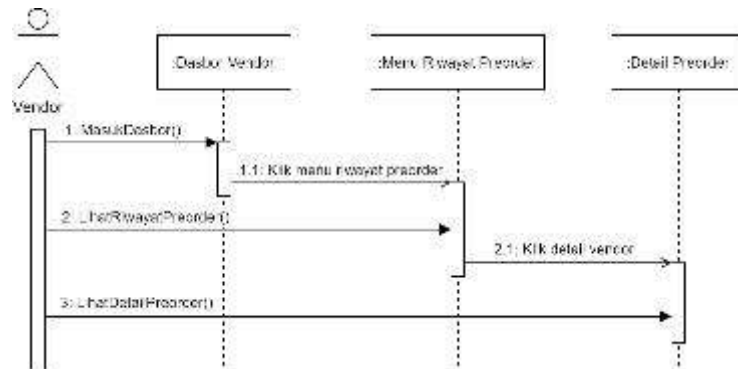 :Dasbor Vendor
:Menu Riwayat Preorder
:Detail Preorder
Vendor
1: MasukDasbor()
1.1: Klik menu riwayat preorder
2: LihatRiwayatPreorder()
2.1: Klik detail vendor
3: LihatDetailPreorder()